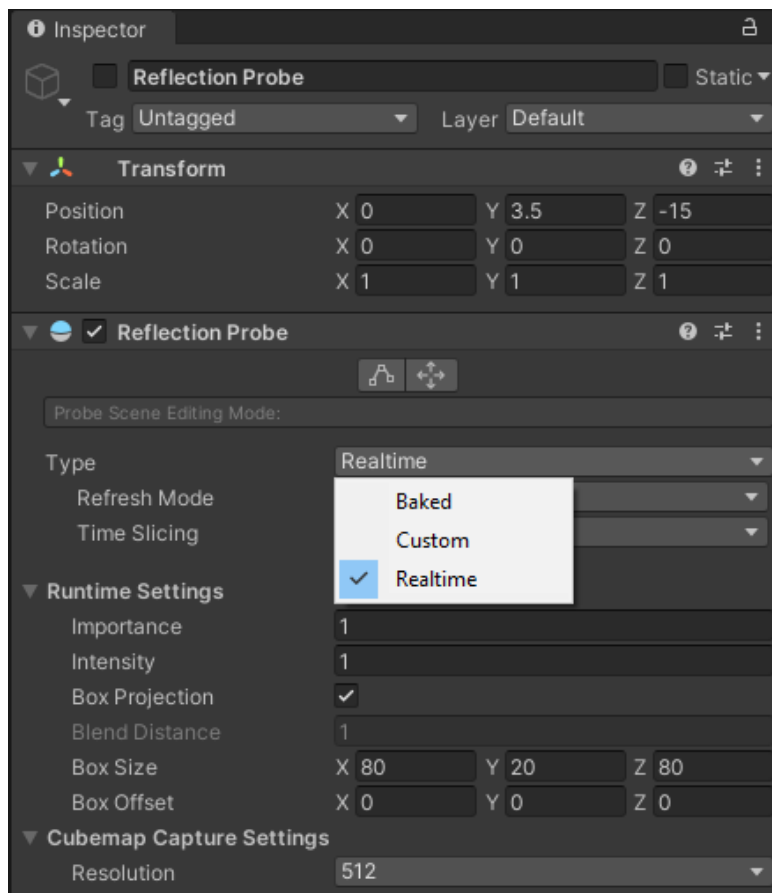 Inspector
Reflection Probe Static
Tag Untagged Layer Default
Transform
Position X 0 Y 3.5 Z -15
Rotation X 0 Y 0 Z 0
Scale X 1 Y 1 Z 1
Reflection Probe
Probe Scene Editing Mode:
Type Realtime
Refresh Mode Baked
Time Slicing Custom
Realtime
Runtime Settings
Importance 1
Intensity 1
Box Projection
Blend Distance 1
Box Size X 80 Y 20 Z 80
Box Offset X 0 Y 0 Z 0
Cubemap Capture Settings
Resolution 512